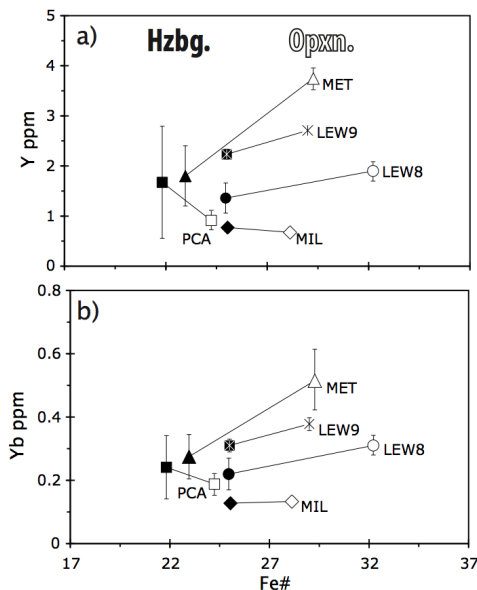 a) Hzbg. Opxn.
5
4
3
2
1
0
Y ppm
MET
LEW9
LEW8
PCA
MIL
b)
0.8
0.6
0.4
0.2
0
Yb ppm
MET
LEW9
LEW8
PCA
MIL
17 22 27 32 37
Fe#